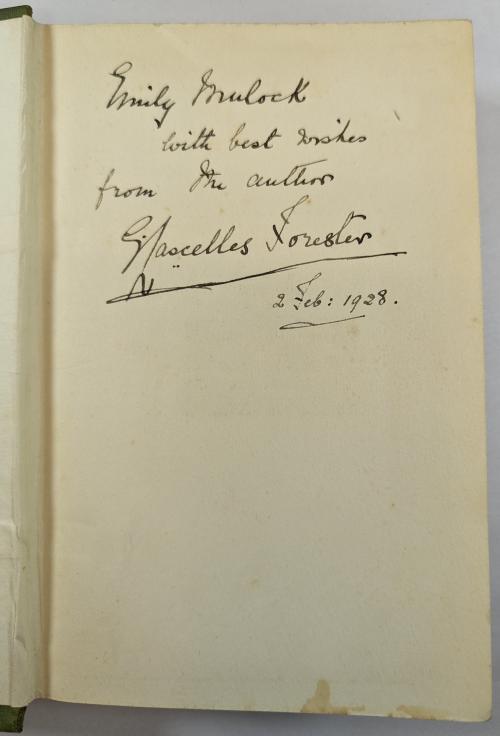 Emily Mulock
with best wishes
from the author
G. Lascelles Forester
2 Feb: 1928.